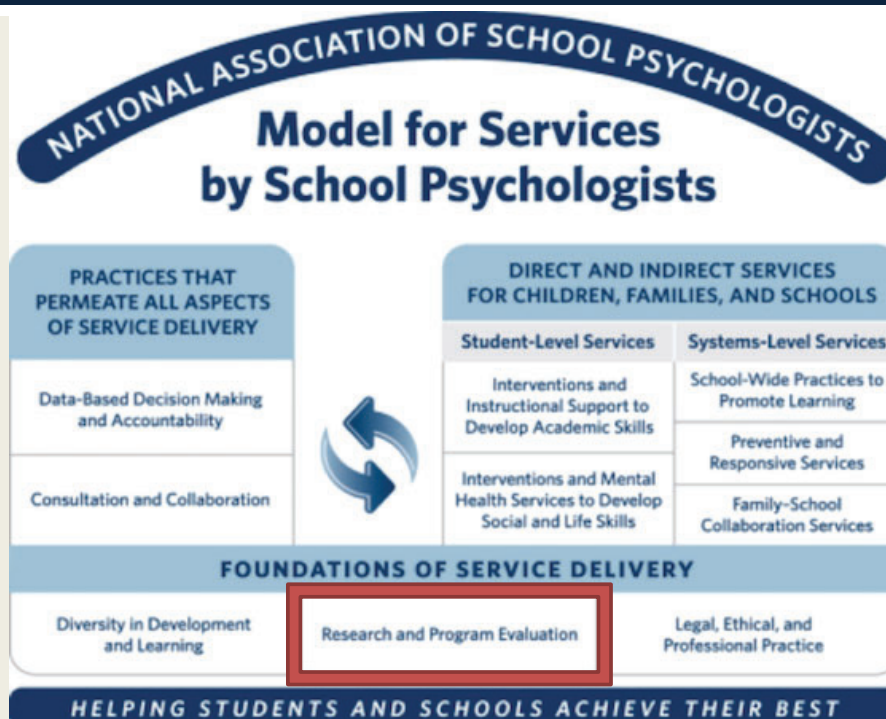 NATIONAL ASSOCIATION OF SCHOOL PSYCHOLOGISTS
Model for Services
by School Psychologists
PRACTICES THAT
PERMEATE ALL ASPECTS
OF SERVICE DELIVERY
Data-Based Decision Making
and Accountability
Consultation and Collaboration
DIRECT AND INDIRECT SERVICES
FOR CHILDREN, FAMILIES, AND SCHOOLS
Student-Level Services
Interventions and
Instructional Support to
Develop Academic Skills
Interventions and Mental
Health Services to Develop
Social and Life Skills
Systems-Level Services
School-Wide Practices to
Promote Learning
Preventive and
Responsive Services
Family–School
Collaboration Services
FOUNDATIONS OF SERVICE DELIVERY
Diversity in Development
and Learning
Research and Program Evaluation
Legal, Ethical, and
Professional Practice
HELPING STUDENTS AND SCHOOLS ACHIEVE THEIR BEST